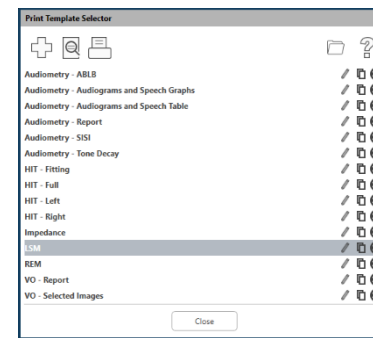 Print Template Selector
Audiometry - ABLB
Audiometry - Audiograms and Speech Graphs
Audiometry - Audiograms and Speech Table
Audiometry - Report
Audiometry - SISI
Audiometry - Tone Decay
HIT - Fitting
HIT - Full
HIT - Left
HIT - Right
Impedance
LSM
REM
VO - Report
VO - Selected Images
Close